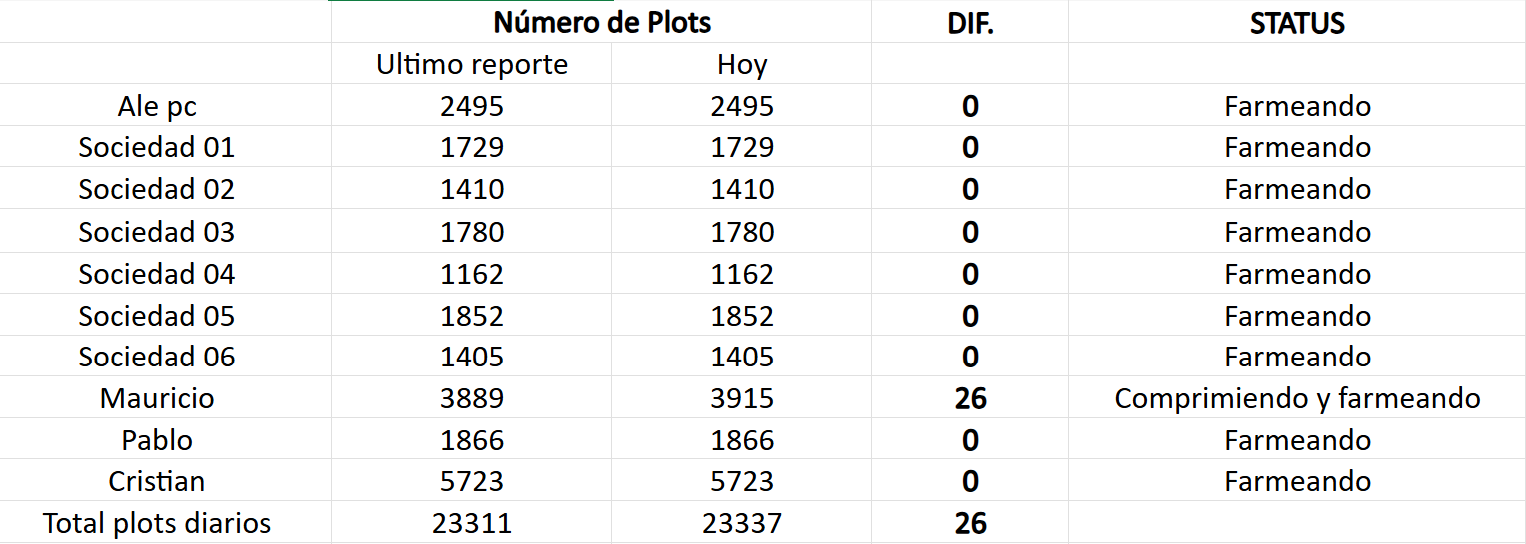 Número de Plots DIF. STATUS
Ultimo reporte Hoy
Ale pc 2495 2495 0 Farmeando
Sociedad 01 1729 1729 0 Farmeando
Sociedad 02 1410 1410 0 Farmeando
Sociedad 03 1780 1780 0 Farmeando
Sociedad 04 1162 1162 0 Farmeando
Sociedad 05 1852 1852 0 Farmeando
Sociedad 06 1405 1405 0 Farmeando
Mauricio 3889 3915 26 Comprimiendo y farmeando
Pablo 1866 1866 0 Farmeando
Cristian 5723 5723 0 Farmeando
Total plots diarios 23311 23337 26